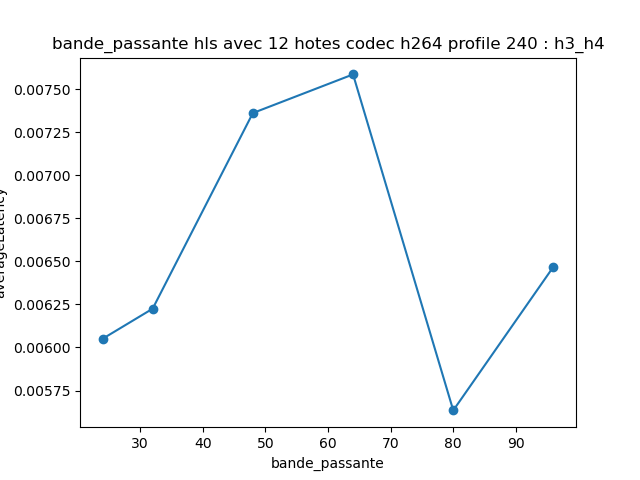 bande_passante hls avec 12 hotes codec h264 profile 240 : h3_h4
0.00750
0.00725
0.00700
0.00675
0.00650
0.00625
0.00600
0.00575
averageLatency
30 40 50 60 70 80 90
bande_passante